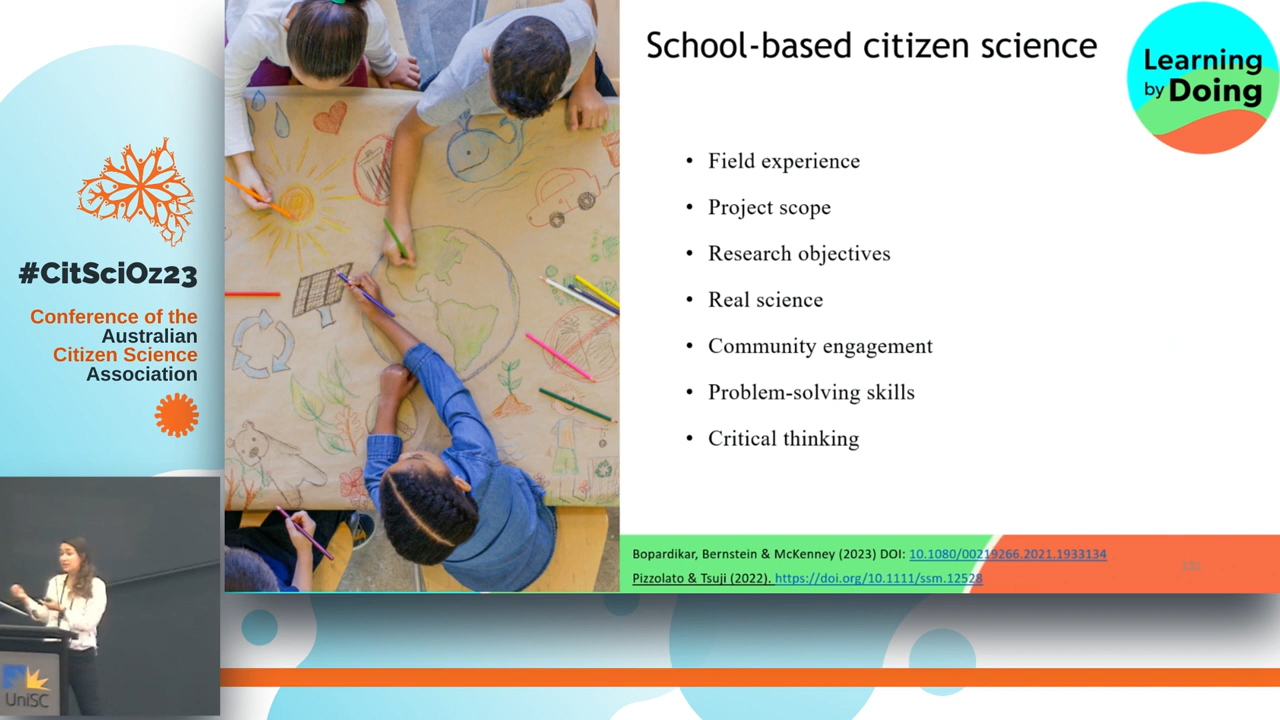 #CitSciOz23
Conference of the
Australian
Citizen Science
Association
UniSC
School-based citizen science
Learning
by Doing
• Field experience
• Project scope
• Research objectives
• Real science
• Community engagement
• Problem-solving skills
• Critical thinking
Bopardikar, Bernstein & McKenney (2023) DOI: 10.1080/00219266.2021.1933134
Pizzolato & Tsuji (2022). https://doi.org/10.1111/ssm.12528